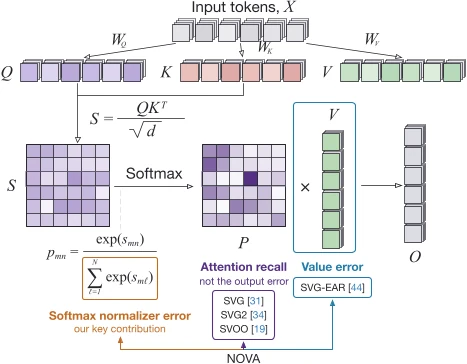 Input tokens, X
W_Q
W_K
W_V
Q
K
V
S = QK^T / √d
V
S
Softmax
×
P
O
p_mn = exp(s_mn) / ∑_{ℓ=1}^{N} exp(s_mℓ)
Attention recall
not the output error
Value error
SVG-EAR [44]
SVG [31]
SVG2 [34]
SVOO [19]
Softmax normalizer error
our key contribution
NOVA